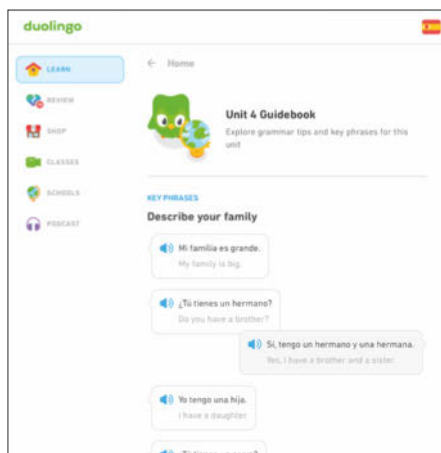 duolingo
LEARN
REVIEW
SHOP
CLASSES
SCHOOLS
PODCAST
← Home
Unit 4 Guidebook
Explore grammar tips and key phrases for this
unit
KEY PHRASES
Describe your family
Mi familia es grande.
My family is big.
¿Tú tienes un hermano?
Do you have a brother?
Sí, tengo un hermano y una hermana.
Yes, I have a brother and a sister.
Yo tengo una hija.
I have a daughter